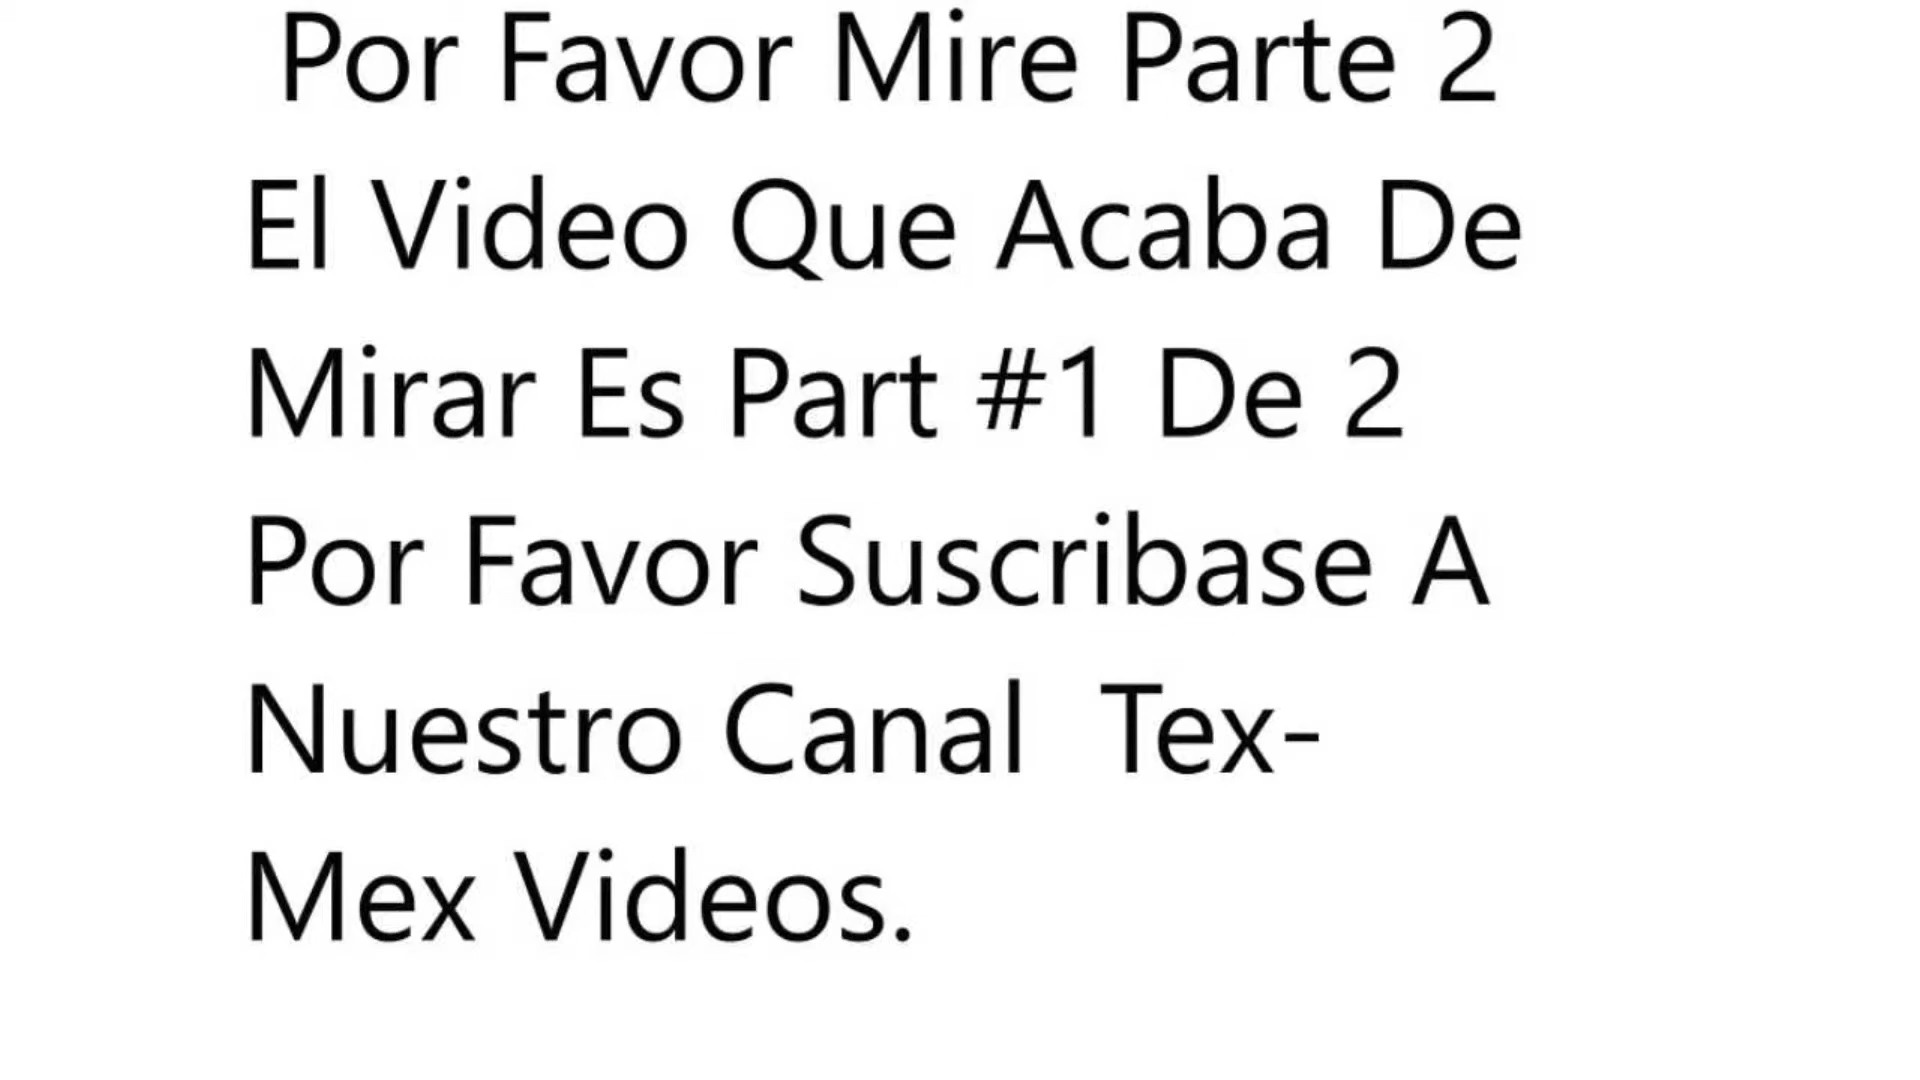 Por Favor Mire Parte 2
El Video Que Acaba De
Mirar Es Part #1 De 2
Por Favor Suscribase A
Nuestro Canal  Tex-
Mex Videos.